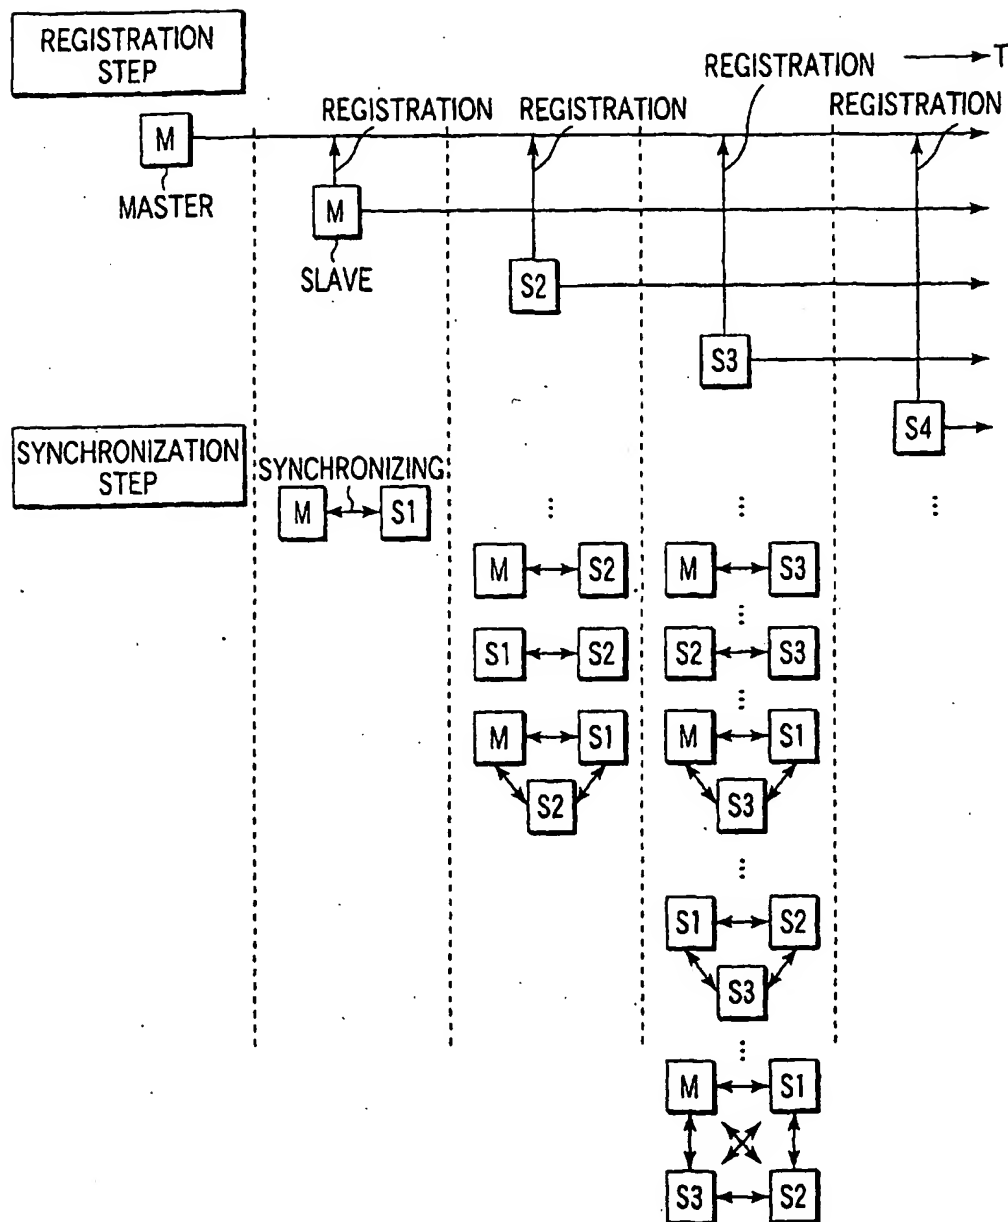 REGISTRATION
STEP
REGISTRATION
T
REGISTRATION
REGISTRATION
REGISTRATION
M
MASTER
M
SLAVE
S2
S3
S4
SYNCHRONIZATION
STEP
SYNCHRONIZING
M S1
M S2
M S3
S1 S2
S2 S3
M S1
M S1
S2
S3
S1 S2
S3
M S1
S3 S2